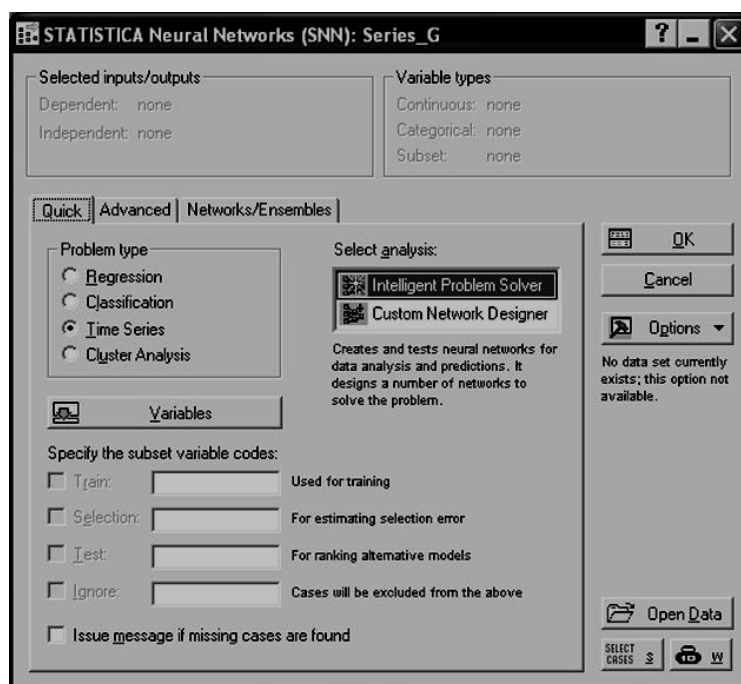 STATISTICA Neural Networks (SNN): Series_G
Selected inputs/outputs
Dependent: none
Independent: none
Variable types
Continuous: none
Categorical: none
Subset: none
Quick
Advanced
Networks/Ensembles
Problem type
Regression
Classification
Time Series
Cluster Analysis
Variables
Select analysis:
Intelligent Problem Solver
Custom Network Designer
Creates and tests neural networks for
data analysis and predictions. It
designs a number of networks to
solve the problem.
Specify the subset variable codes:
Train: Used for training
Selection: For estimating selection error
Test: For ranking alternative models
Ignore: Cases will be excluded from the above
Issue message if missing cases are found
OK
Cancel
Options
No data set currently
exists; this option not
available.
Open Data
SELECT
CASES S
W